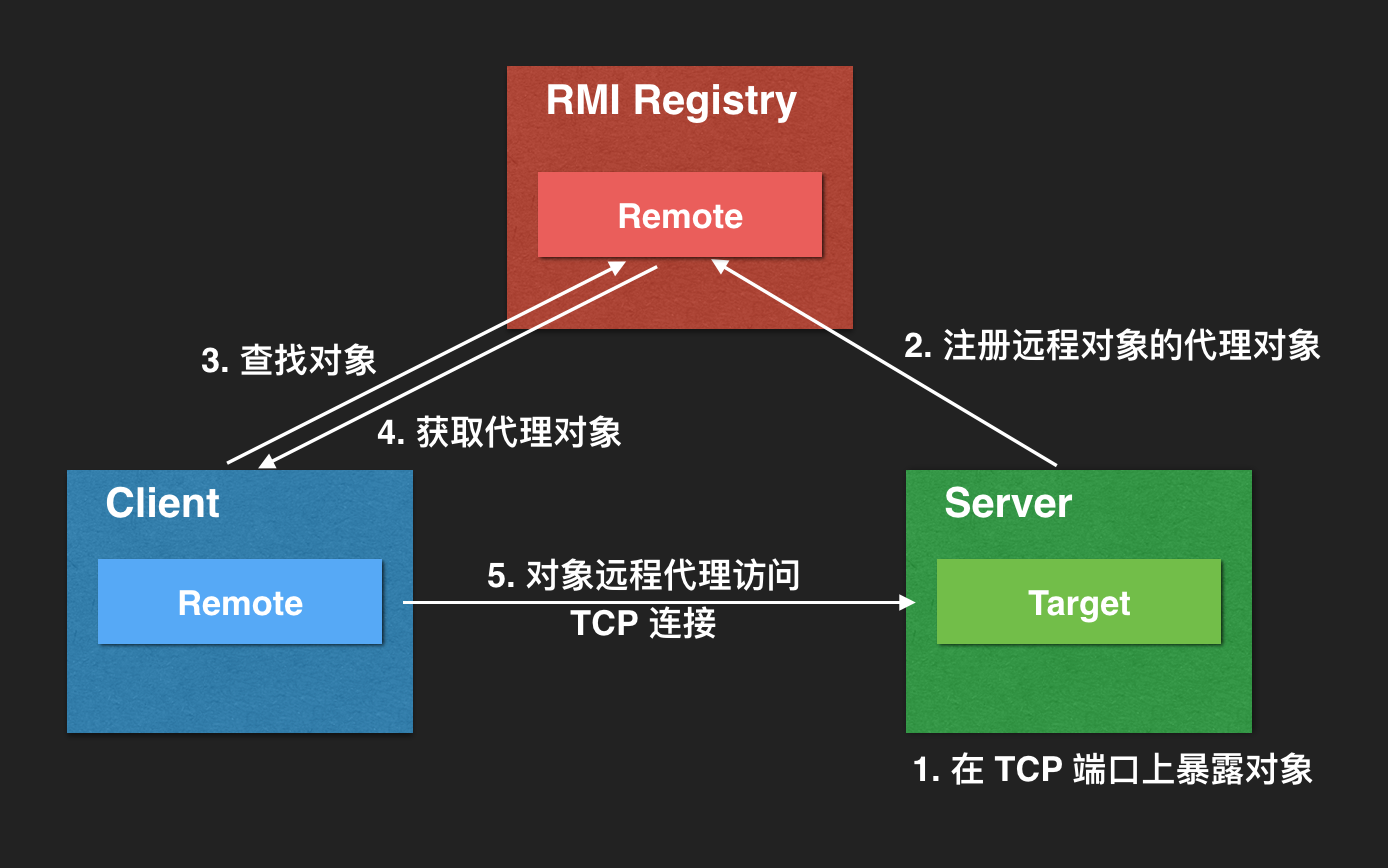 RMI Registry
Remote
3. 查找对象
2. 注册远程对象的代理对象
4. 获取代理对象
Client
Remote
5. 对象远程代理访问
TCP 连接
Server
Target
1. 在 TCP 端口上暴露对象